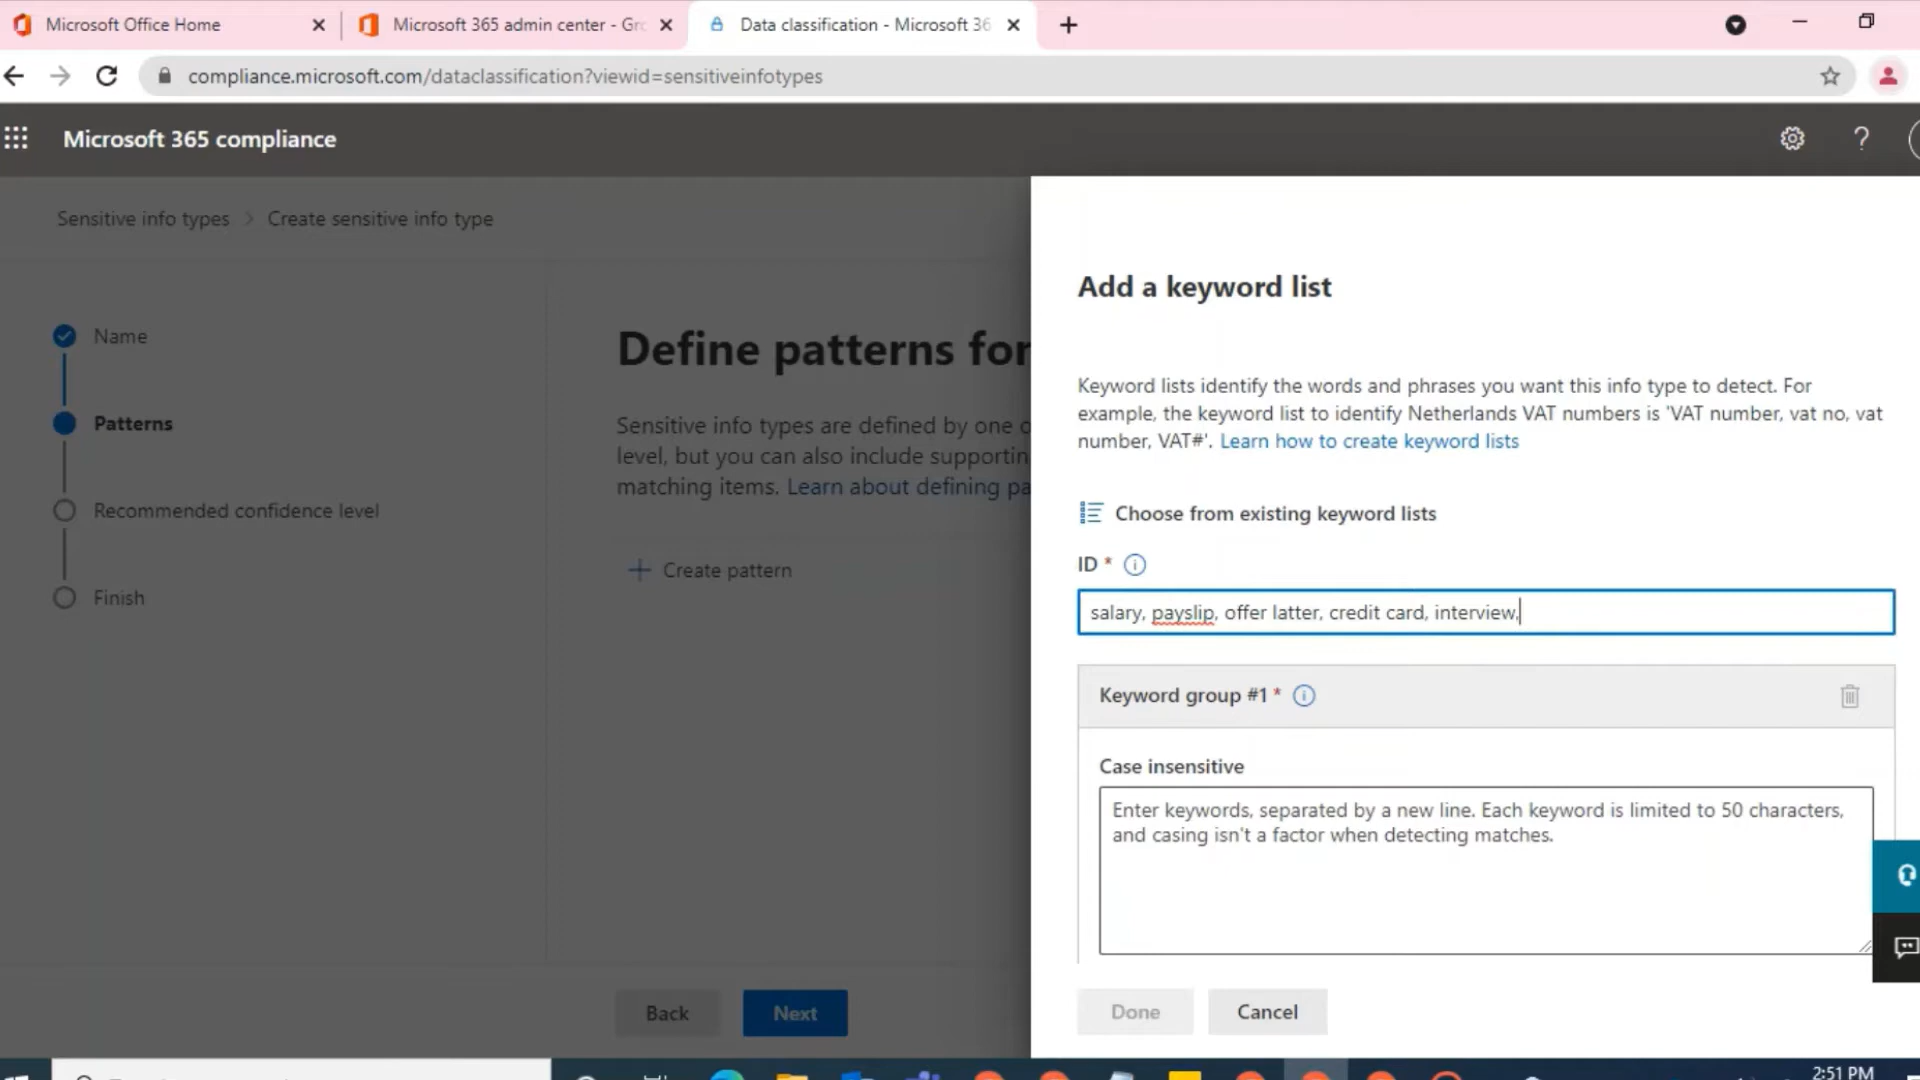 Microsoft Office Home
Microsoft 365 admin center - Gr
Data classification - Microsoft 36
compliance.microsoft.com/dataclassification?viewid=sensitiveinfotypes
Microsoft 365 compliance
Sensitive info types > Create sensitive info type
Name
Patterns
Recommended confidence level
Finish
Define patterns for
Sensitive info types are defined by one o
level, but you can also include supportin
matching items. Learn about defining pa
Create pattern
Back
Next
Add a keyword list
Keyword lists identify the words and phrases you want this info type to detect. For
example, the keyword list to identify Netherlands VAT numbers is 'VAT number, vat no, vat
number, VAT#'. Learn how to create keyword lists
Choose from existing keyword lists
ID *
salary, payslip, offer latter, credit card, interview,
Keyword group #1 *
Case insensitive
Enter keywords, separated by a new line. Each keyword is limited to 50 characters,
and casing isn't a factor when detecting matches.
Done
Cancel
2:51 PM